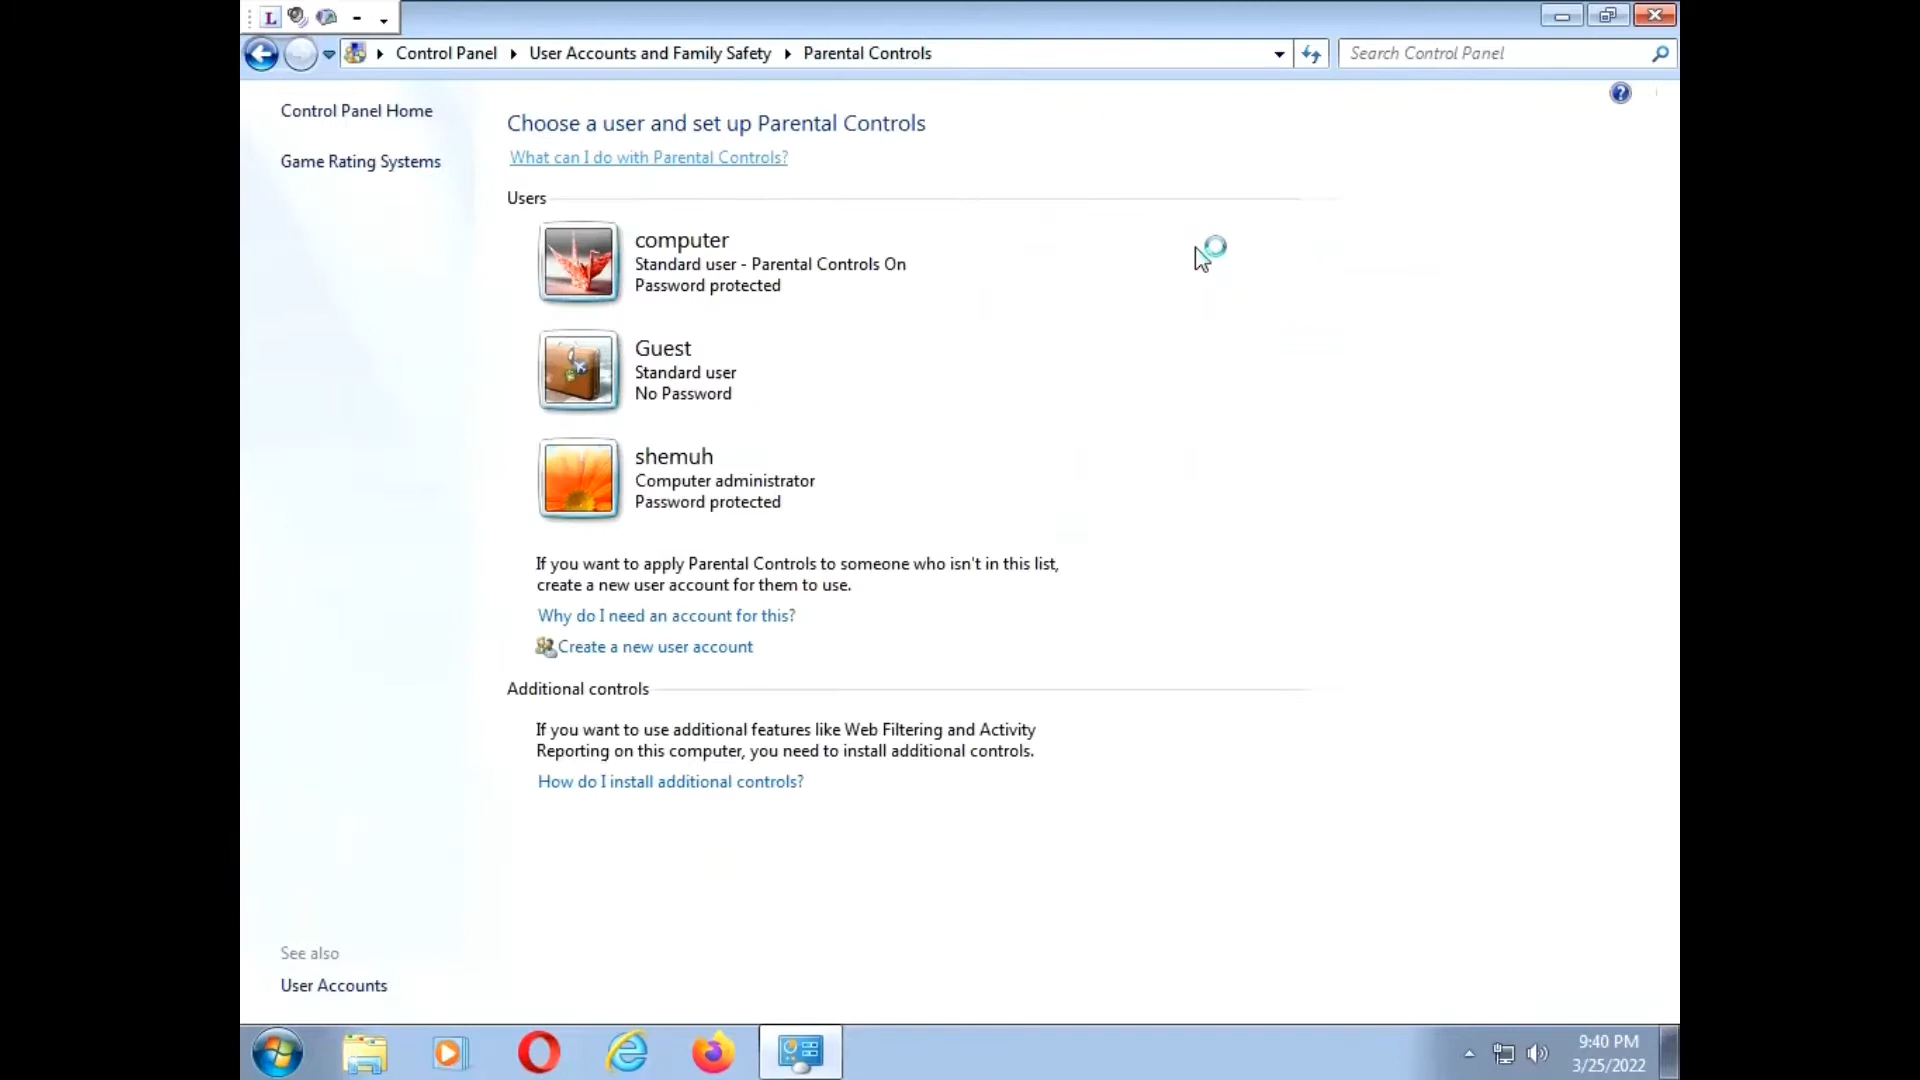 L
Control Panel
User Accounts and Family Safety
Parental Controls
Search Control Panel
Control Panel Home
Game Rating Systems
Choose a user and set up Parental Controls
What can I do with Parental Controls?
Users
computer
Standard user - Parental Controls On
Password protected
Guest
Standard user
No Password
shemuh
Computer administrator
Password protected
If you want to apply Parental Controls to someone who isn't in this list,
create a new user account for them to use.
Why do I need an account for this?
Create a new user account
Additional controls
If you want to use additional features like Web Filtering and Activity
Reporting on this computer, you need to install additional controls.
How do I install additional controls?
See also
User Accounts
9:40 PM
3/25/2022